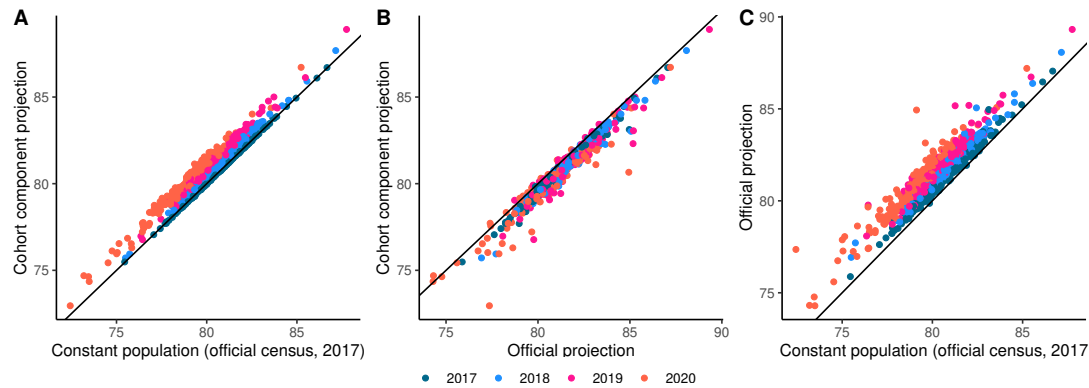 A
Cohort component projection
85
80
75
75
80
85
Constant population (official census, 2017)
B
Cohort component projection
85
80
75
75
80
85
90
Official projection
C
Official projection
90
85
80
75
75
80
85
Constant population (official census, 2017
2017 2018 2019 2020